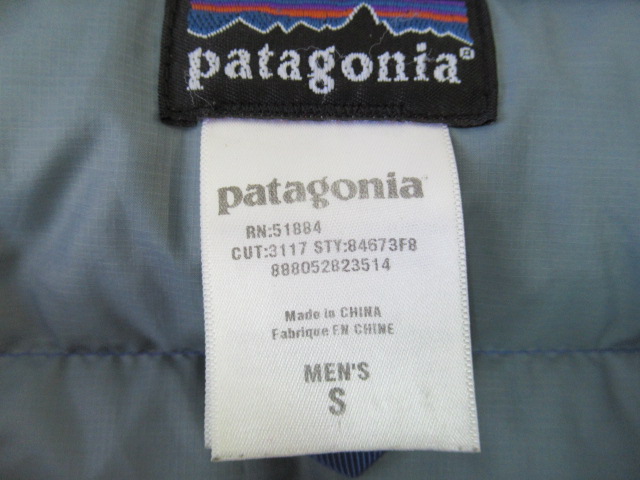 patagonia®
patagonia
RN:51884
CUT:3117 STY:84673F8
888052823514
Made in CHINA
Fabrique EN CHINE
MEN'S
S